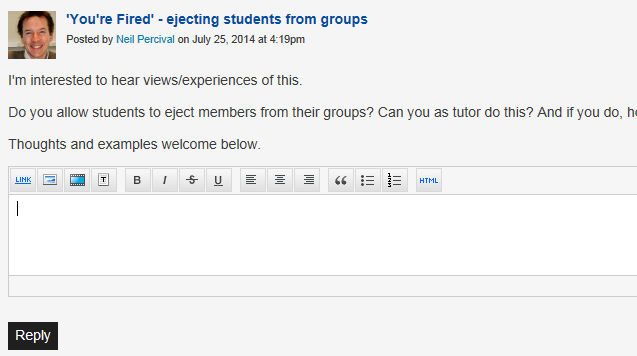 'You're Fired' - ejecting students from groups
Posted by Neil Percival on July 25, 2014 at 4:19pm
I'm interested to hear views/experiences of this.
Do you allow students to eject members from their groups? Can you as tutor do this? And if you do,
Thoughts and examples welcome below.
LINK T B I S U HTML
Reply